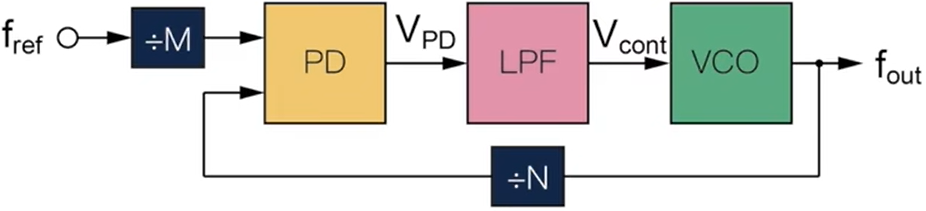 f_ref
÷M
PD
V_PD
LPF
V_cont
VCO
f_out
÷N